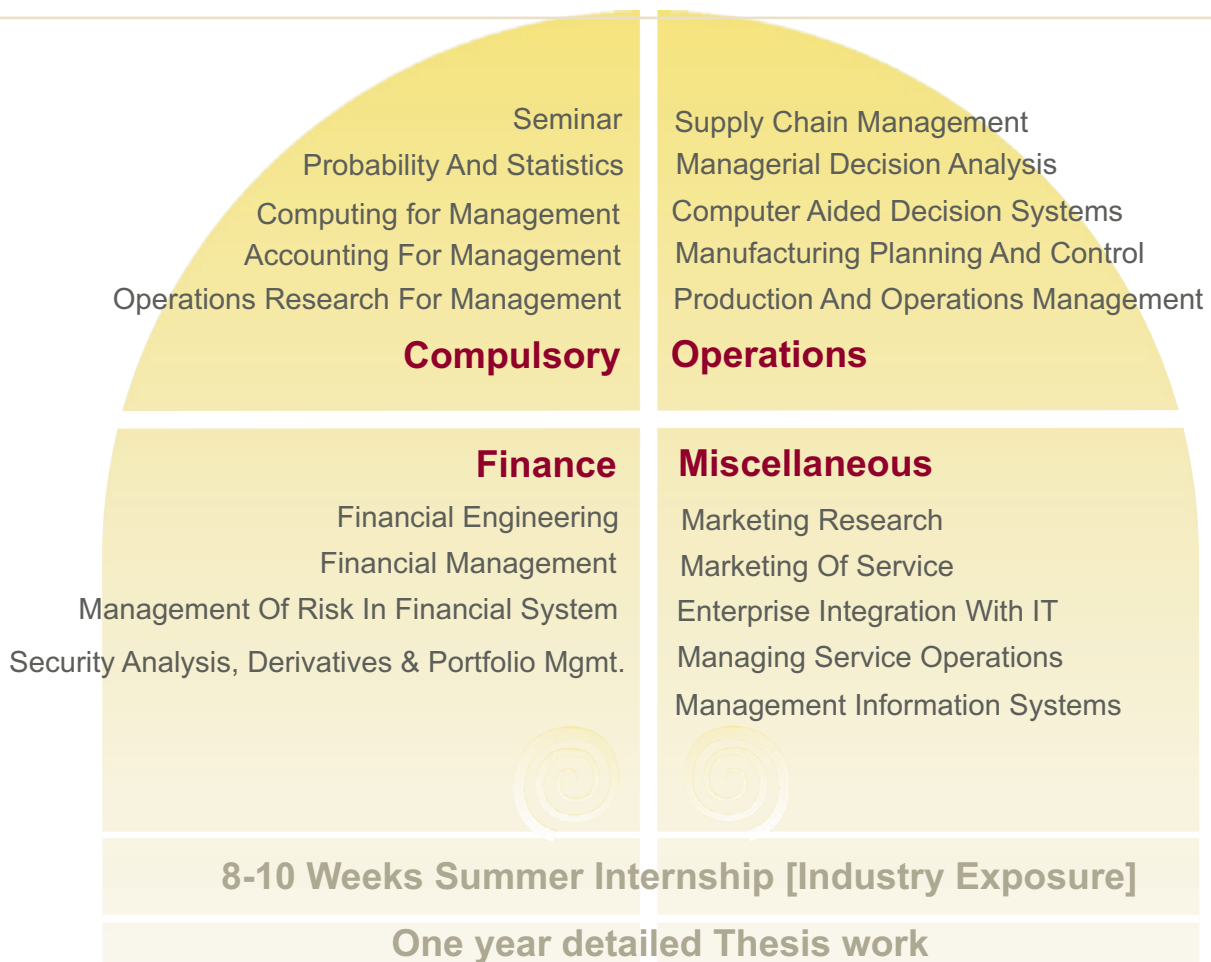 Seminar
Probability And Statistics
Computing for Management
Accounting For Management
Operations Research For Management
Compulsory
Supply Chain Management
Managerial Decision Analysis
Computer Aided Decision Systems
Manufacturing Planning And Control
Production And Operations Management
Operations
Finance
Financial Engineering
Financial Management
Management Of Risk In Financial System
Security Analysis, Derivatives & Portfolio Mgmt.
Miscellaneous
Marketing Research
Marketing Of Service
Enterprise Integration With IT
Managing Service Operations
Management Information Systems
8-10 Weeks Summer Internship [Industry Exposure]
One year detailed Thesis work